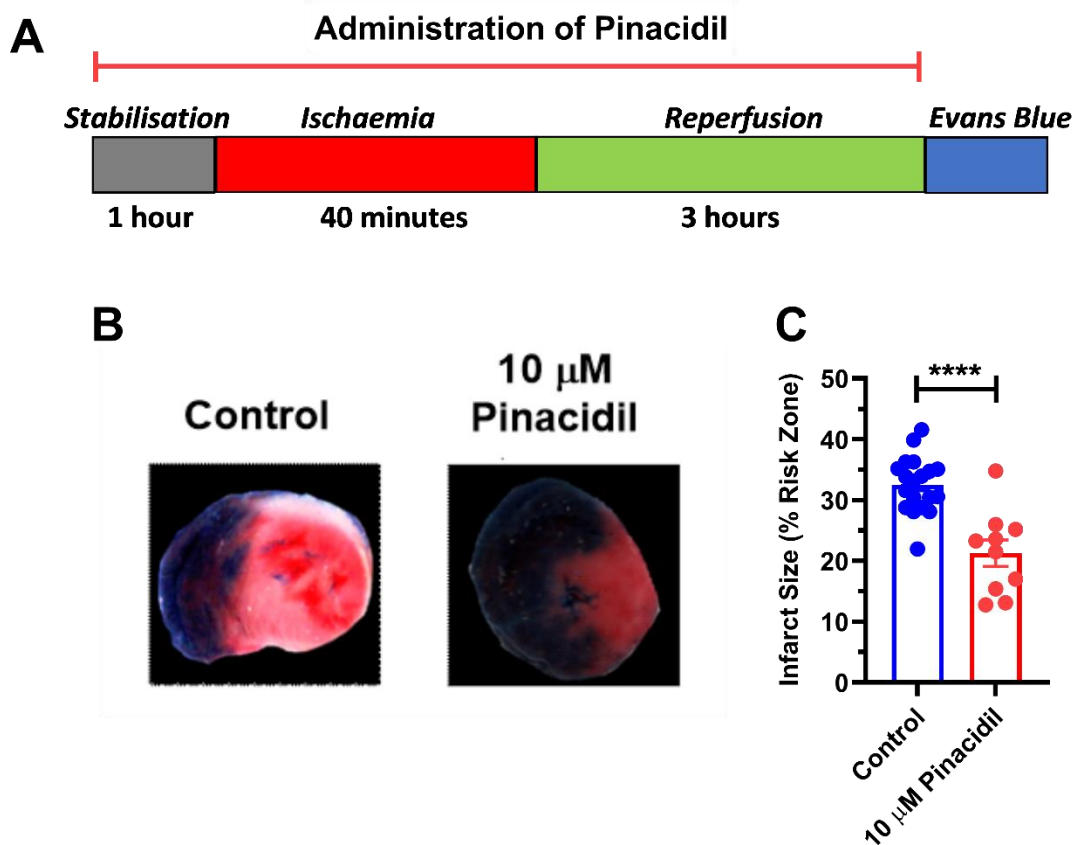 A
Administration of Pinacidil
Stabilisation Ischaemia Reperfusion Evans Blue
1 hour 40 minutes 3 hours
B
Control
10 μM
Pinacidil
C
****
Infarct Size (% Risk Zone)
50
40
30
20
10
0
Control
10 μM Pinacidil